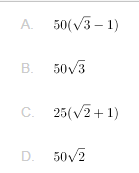 A. 50(√3 − 1)
B. 50√3
C. 25(√2 + 1)
D. 50√2